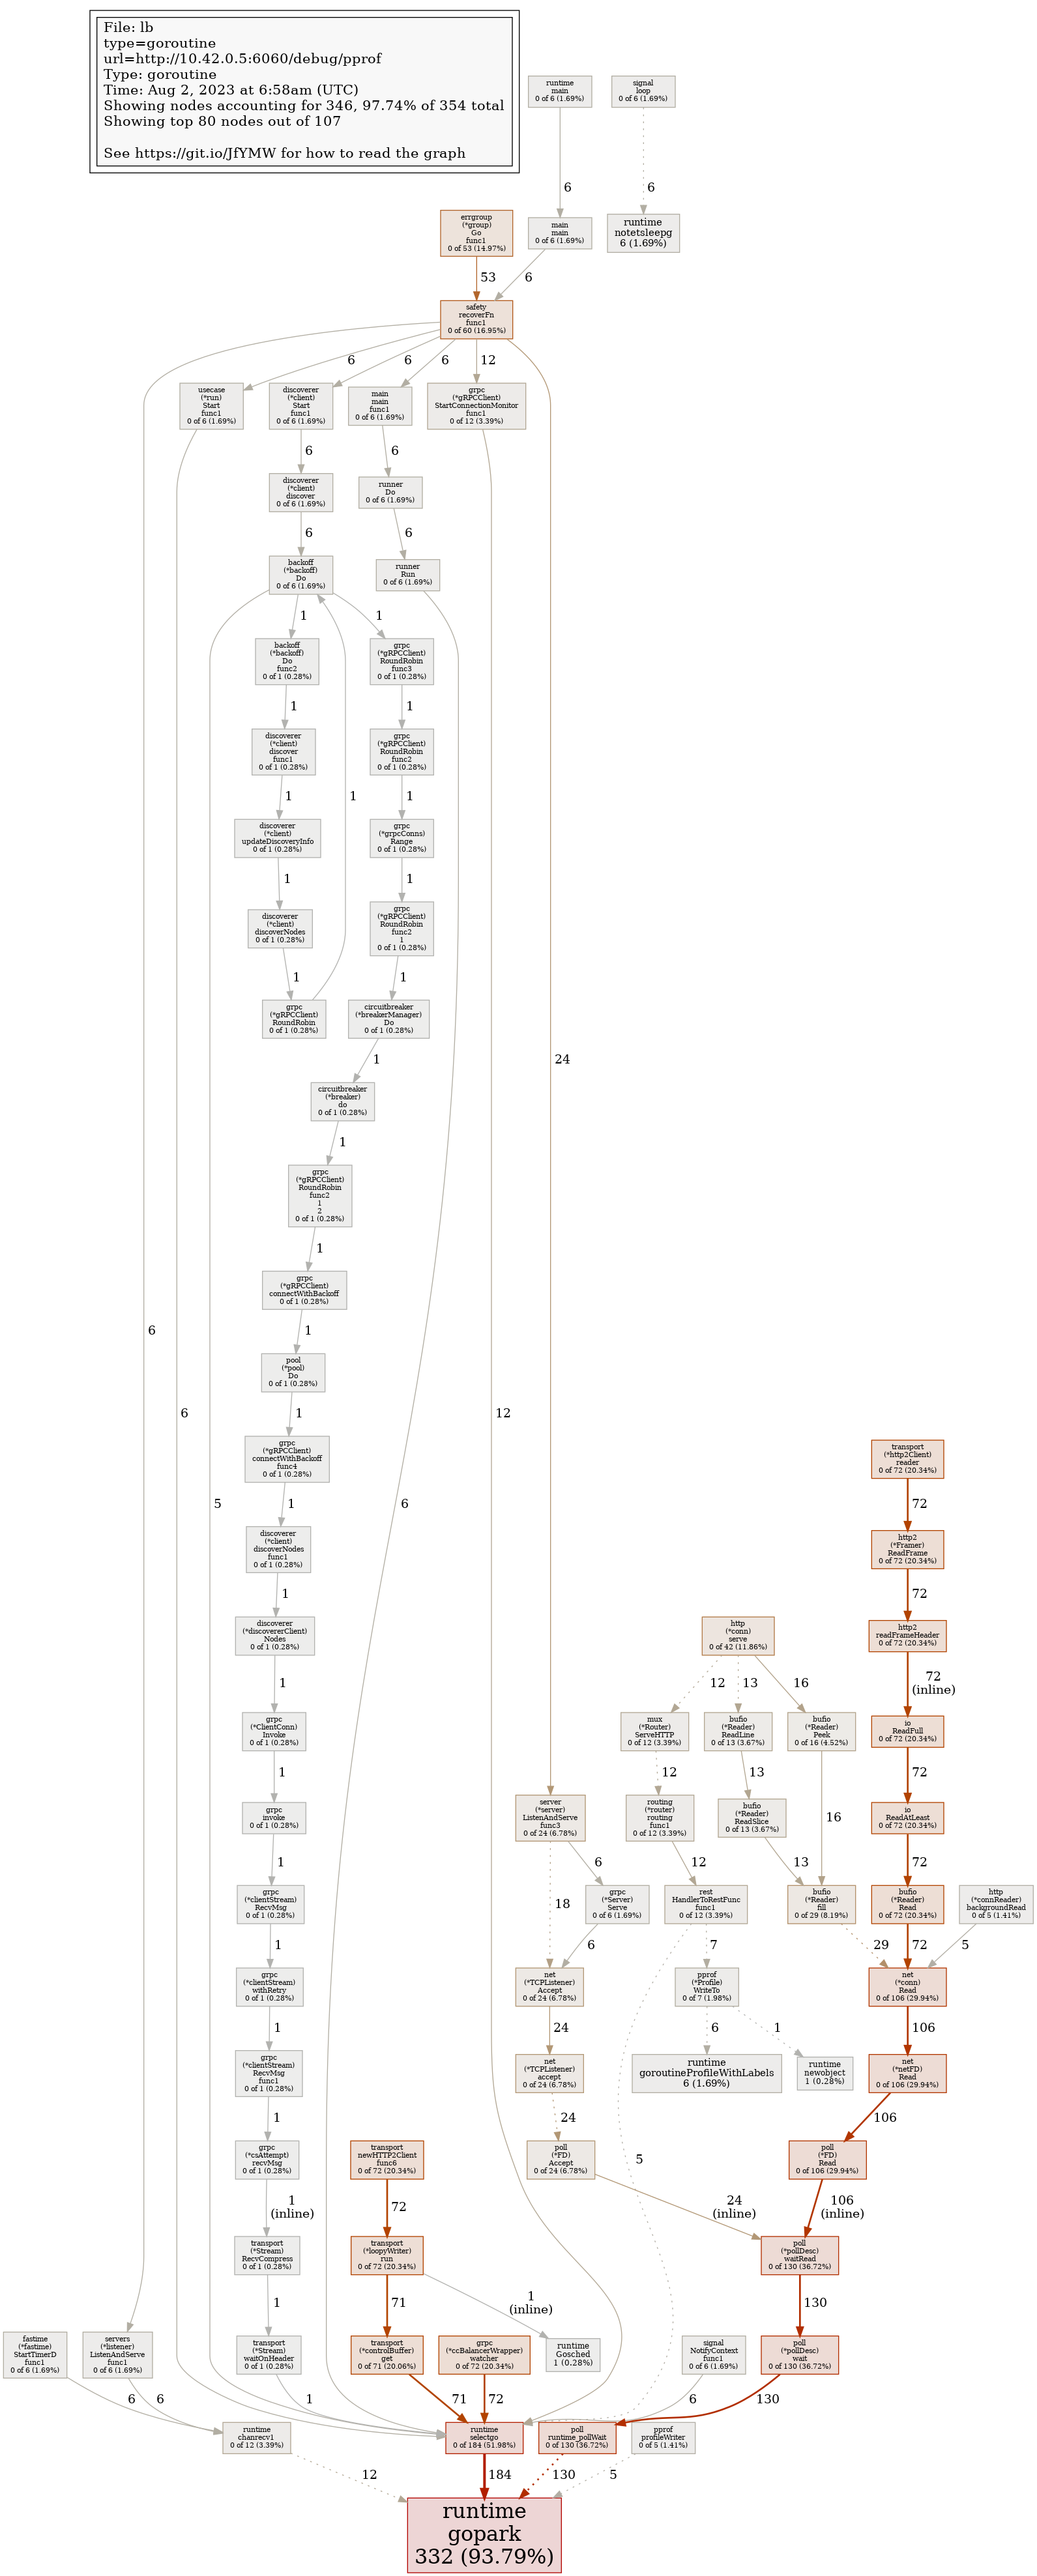 File: lb
type=goroutine
url=http://10.42.0.5:6060/debug/pprof
Type: goroutine
Time: Aug 2, 2023 at 6:58am (UTC)
Showing nodes accounting for 346, 97.74% of 354 total
Showing top 80 nodes out of 107
See https://git.io/JfYMW for how to read the graph
runtime
main
0 of 6 (1.69%)
signal
loop
0 of 6 (1.69%)
6
6
errgroup
(*group)
Go
func1
0 of 53 (14.97%)
main
main
0 of 6 (1.69%)
runtime
notetsleepg
6 (1.69%)
53
6
safety
recoverFn
func1
0 of 60 (16.95%)
6
6
6
12
usecase
(*run)
Start
func1
0 of 6 (1.69%)
discoverer
(*client)
Start
func1
0 of 6 (1.69%)
main
main
func1
0 of 6 (1.69%)
grpc
(*gRPCClient)
StartConnectionMonitor
func1
0 of 12 (3.39%)
6
6
discoverer
(*client)
discover
0 of 6 (1.69%)
runner
Do
0 of 6 (1.69%)
6
6
backoff
(*backoff)
Do
0 of 6 (1.69%)
runner
Run
0 of 6 (1.69%)
1
1
backoff
(*backoff)
Do
func2
0 of 1 (0.28%)
grpc
(*gRPCClient)
RoundRobin
func3
0 of 1 (0.28%)
1
1
discoverer
(*client)
discover
func1
0 of 1 (0.28%)
grpc
(*gRPCClient)
RoundRobin
func2
0 of 1 (0.28%)
1
1
1
discoverer
(*client)
updateDiscoveryInfo
0 of 1 (0.28%)
grpc
(*grpcConns)
Range
0 of 1 (0.28%)
1
1
discoverer
(*client)
discoverNodes
0 of 1 (0.28%)
grpc
(*gRPCClient)
RoundRobin
func2
1
0 of 1 (0.28%)
1
1
grpc
(*gRPCClient)
RoundRobin
0 of 1 (0.28%)
circuitbreaker
(*breakerManager)
Do
0 of 1 (0.28%)
1
24
circuitbreaker
(*breaker)
do
0 of 1 (0.28%)
1
grpc
(*gRPCClient)
RoundRobin
func2
1
2
0 of 1 (0.28%)
1
grpc
(*gRPCClient)
connectWithBackoff
0 of 1 (0.28%)
6
1
pool
(*pool)
Do
0 of 1 (0.28%)
6
1
12
grpc
(*gRPCClient)
connectWithBackoff
func4
0 of 1 (0.28%)
transport
(*http2Client)
reader
0 of 72 (20.34%)
5
1
6
72
discoverer
(*client)
discoverNodes
func1
0 of 1 (0.28%)
http2
(*Framer)
ReadFrame
0 of 72 (20.34%)
1
72
discoverer
(*discovererClient)
Nodes
0 of 1 (0.28%)
http
(*conn)
serve
0 of 42 (11.86%)
http2
readFrameHeader
0 of 72 (20.34%)
1
12
13
16
72
(inline)
grpc
(*ClientConn)
Invoke
0 of 1 (0.28%)
mux
(*Router)
ServeHTTP
0 of 12 (3.39%)
bufio
(*Reader)
ReadLine
0 of 13 (3.67%)
bufio
(*Reader)
Peek
0 of 16 (4.52%)
io
ReadFull
0 of 72 (20.34%)
1
12
13
72
grpc
invoke
0 of 1 (0.28%)
server
(*server)
ListenAndServe
func3
0 of 24 (6.78%)
routing
(*router)
routing
func1
0 of 12 (3.39%)
bufio
(*Reader)
ReadSlice
0 of 13 (3.67%)
16
io
ReadAtLeast
0 of 72 (20.34%)
1
6
12
13
72
grpc
(*clientStream)
RecvMsg
0 of 1 (0.28%)
18
grpc
(*Server)
Serve
0 of 6 (1.69%)
rest
HandlerToRestFunc
func1
0 of 12 (3.39%)
bufio
(*Reader)
fill
0 of 29 (8.19%)
bufio
(*Reader)
Read
0 of 72 (20.34%)
http
(*connReader)
backgroundRead
0 of 5 (1.41%)
1
6
7
29
72
5
grpc
(*clientStream)
withRetry
0 of 1 (0.28%)
net
(*TCPListener)
Accept
0 of 24 (6.78%)
pprof
(*Profile)
WriteTo
0 of 7 (1.98%)
net
(*conn)
Read
0 of 106 (29.94%)
1
24
6
1
106
grpc
(*clientStream)
RecvMsg
func1
0 of 1 (0.28%)
net
(*TCPListener)
accept
0 of 24 (6.78%)
runtime
goroutineProfileWithLabels
6 (1.69%)
runtime
newobject
1 (0.28%)
net
(*netFD)
Read
0 of 106 (29.94%)
1
24
106
grpc
(*csAttempt)
recvMsg
0 of 1 (0.28%)
transport
newHTTP2Client
func6
0 of 72 (20.34%)
poll
(*FD)
Accept
0 of 24 (6.78%)
5
poll
(*FD)
Read
0 of 106 (29.94%)
1
(inline)
72
24
(inline)
106
(inline)
transport
(*Stream)
RecvCompress
0 of 1 (0.28%)
transport
(*loopyWriter)
run
0 of 72 (20.34%)
poll
(*pollDesc)
waitRead
0 of 130 (36.72%)
1
71
1
(inline)
130
fastime
(*fastime)
StartTimerD
func1
0 of 6 (1.69%)
servers
(*listener)
ListenAndServe
func1
0 of 6 (1.69%)
transport
(*Stream)
waitOnHeader
0 of 1 (0.28%)
transport
(*controlBuffer)
get
0 of 71 (20.06%)
grpc
(*ccBalancerWrapper)
watcher
0 of 72 (20.34%)
runtime
Gosched
1 (0.28%)
signal
NotifyContext
func1
0 of 6 (1.69%)
poll
(*pollDesc)
wait
0 of 130 (36.72%)
6
6
1
71
72
6
130
runtime
chanrecv1
0 of 12 (3.39%)
runtime
selectgo
0 of 184 (51.98%)
poll
runtime_pollWait
0 of 130 (36.72%)
pprof
profileWriter
0 of 5 (1.41%)
12
184
130
5
runtime
gopark
332 (93.79%)